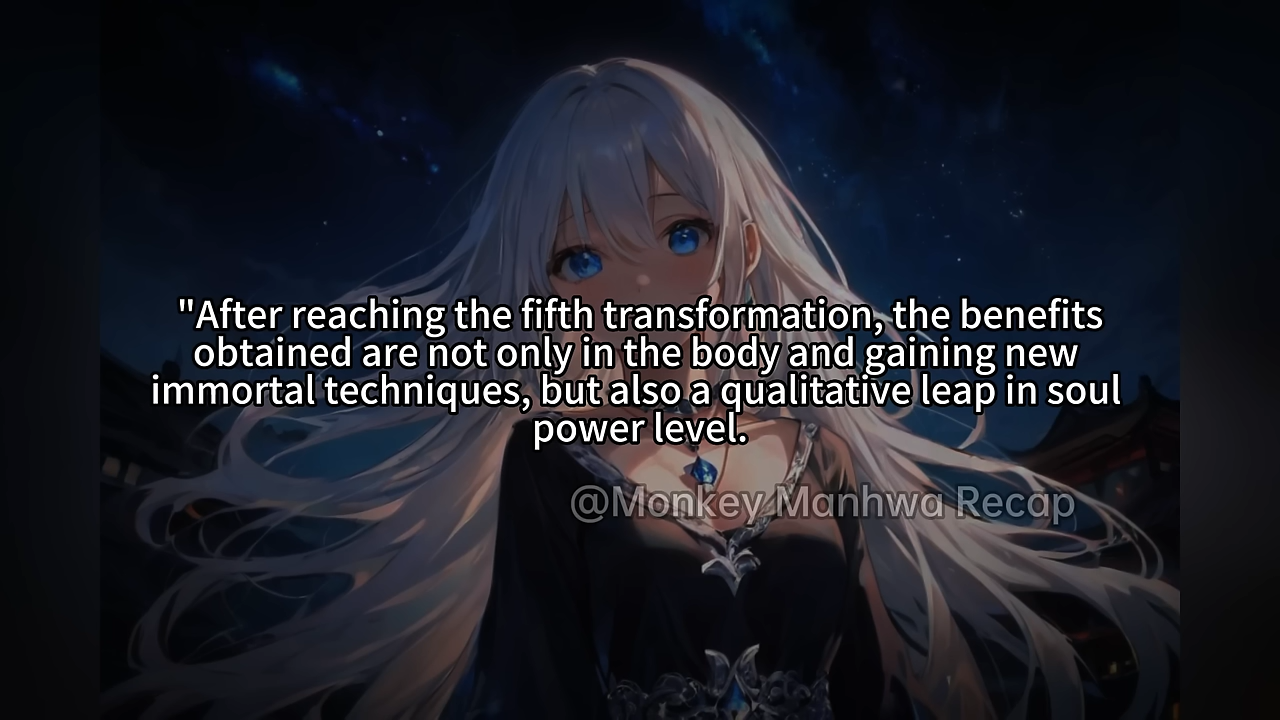 "After reaching the fifth transformation, the benefits
obtained are not only in the body and gaining new
immortal techniques, but also a qualitative leap in soul
power level.
@Monkey Manhwa Recap